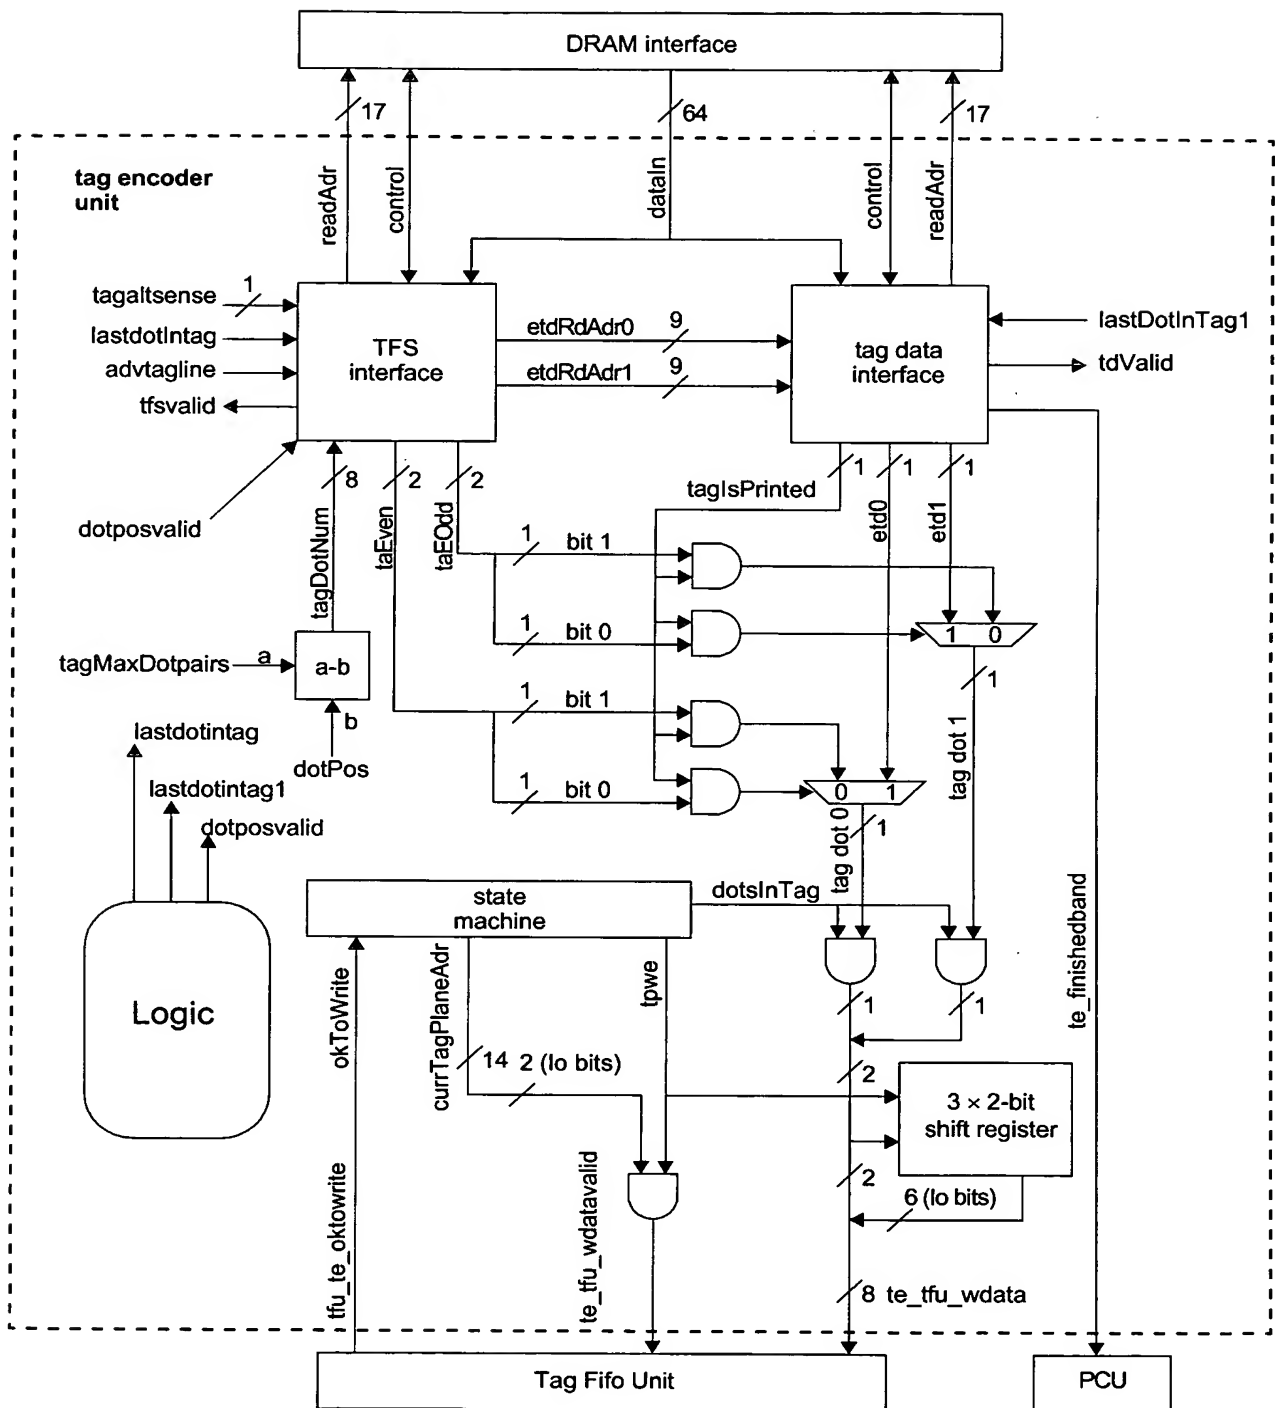 DRAM interface
17
64
17
tag encoder
unit
readAdr
control
dataIn
control
readAdr
tagaltsense
1
lastdotIntag
advtagline
tfsvalid
dotposvalid
TFS
interface
etdRdAdr0
9
etdRdAdr1
9
tag data
interface
lastDotInTag1
tdValid
8
2
2
1
1
1
tagIsPrinted
tagDotNum
taEven
taEOdd
etd0
etd1
1
bit 1
1
bit 0
1 0
1
tagMaxDotpairs
a
a-b
b
dotPos
1
bit 1
1
bit 0
0 1
1
tag dot 0
tag dot 1
lastdotintag
lastdotintag1
dotposvalid
Logic
state
machine
dotsInTag
okToWrite
currTagPlaneAdr
tpwe
te_finishedband
1
1
14
2 (lo bits)
2
3 × 2-bit
shift register
2
6 (lo bits)
tfu_te_oktowrite
te_tfu_wdatavalid
8
te_tfu_wdata
Tag Fifo Unit
PCU